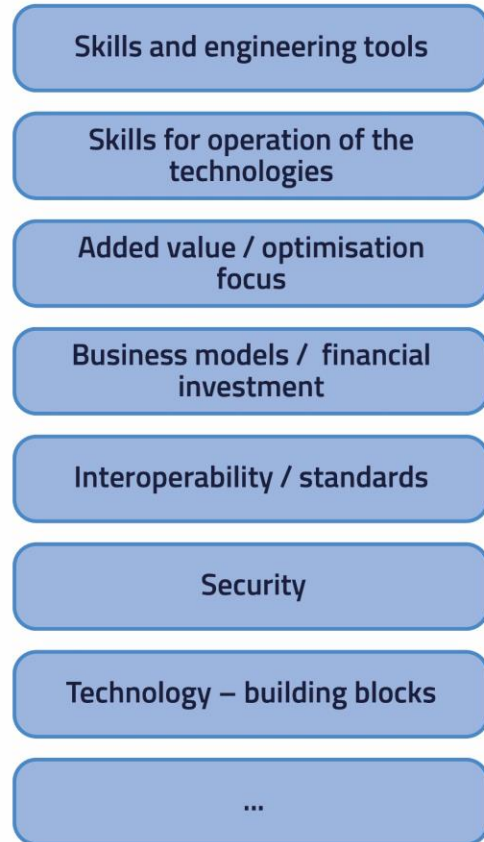 Skills and engineering tools
Skills for operation of the
technologies
Added value / optimisation
focus
Business models / financial
investment
Interoperability / standards
Security
Technology – building blocks
...